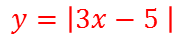 y = |3x − 5 |